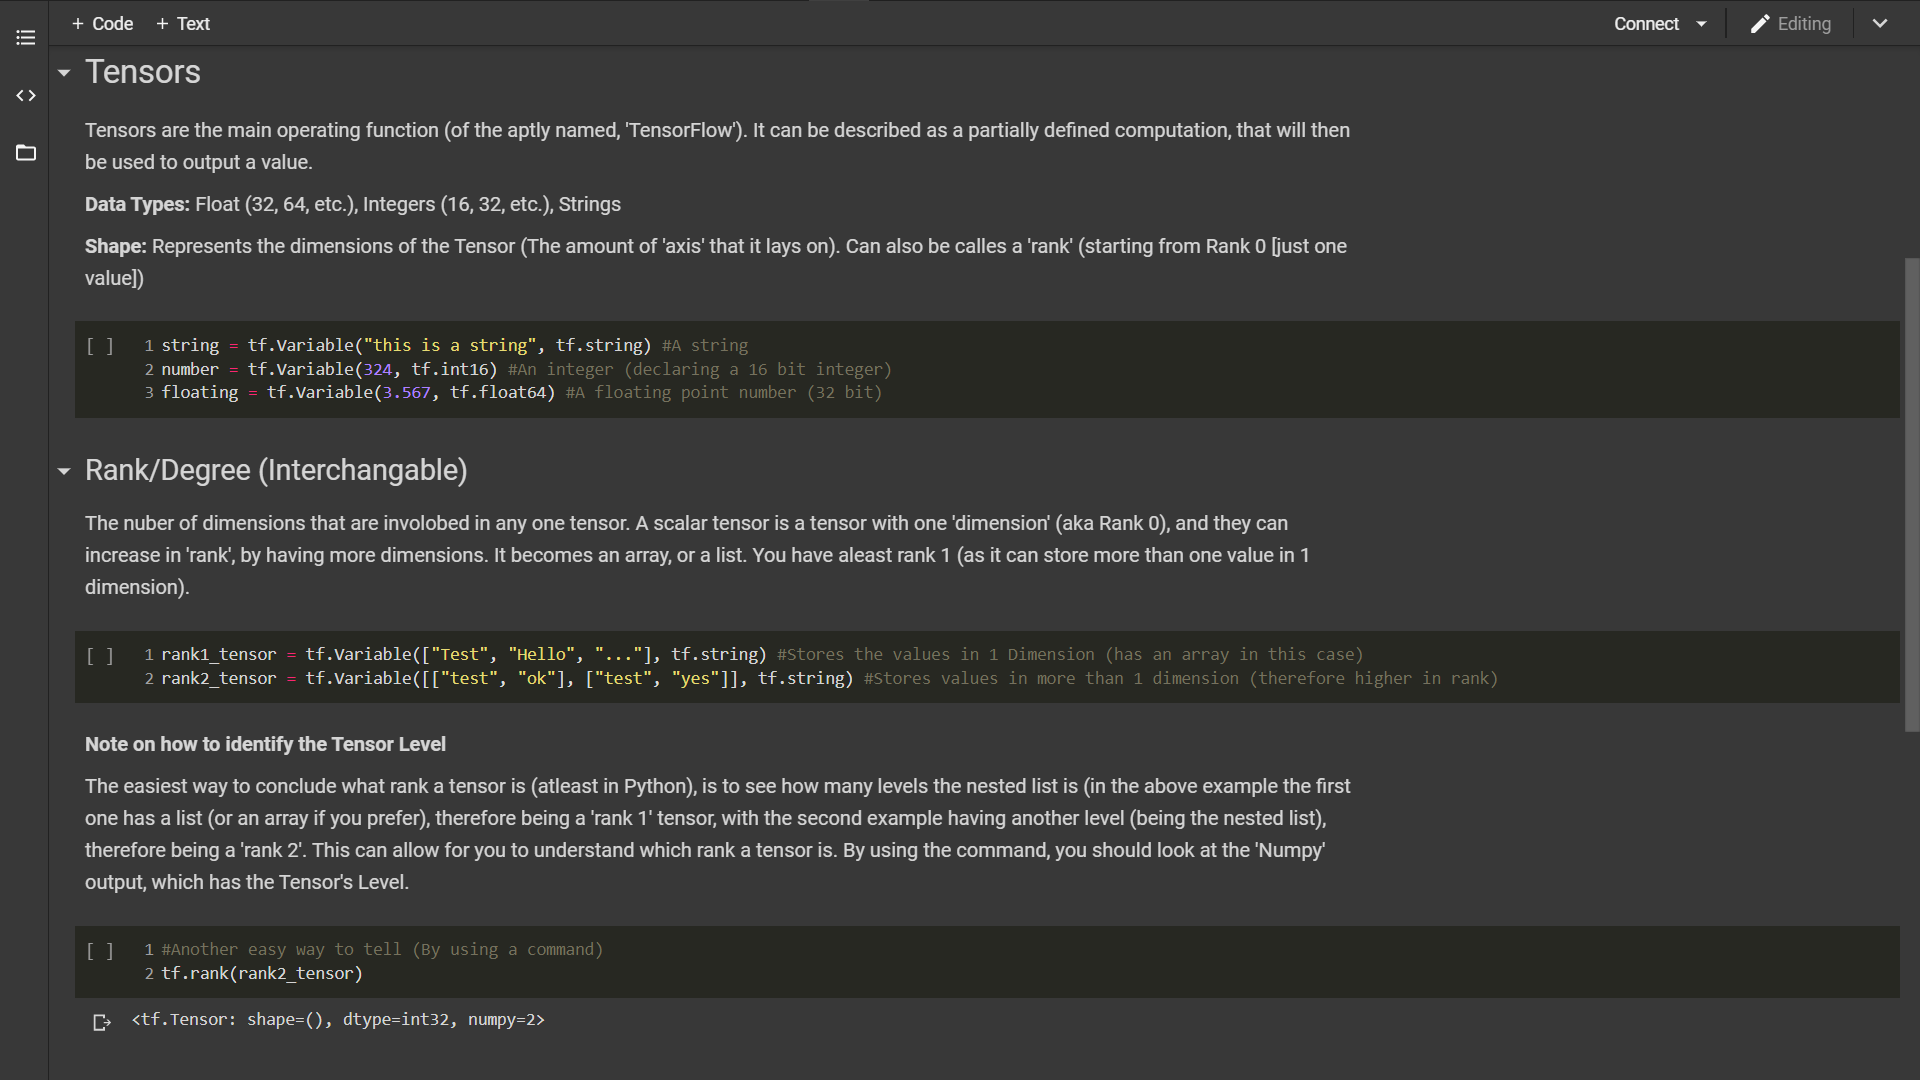 + Code + Text Connect Editing
Tensors
Tensors are the main operating function (of the aptly named, 'TensorFlow'). It can be described as a partially defined computation, that will then
be used to output a value.
Data Types: Float (32, 64, etc.), Integers (16, 32, etc.), Strings
Shape: Represents the dimensions of the Tensor (The amount of 'axis' that it lays on). Can also be calles a 'rank' (starting from Rank 0 [just one
value])
[ ] 1 string = tf.Variable("this is a string", tf.string) #A string
2 number = tf.Variable(324, tf.int16) #An integer (declaring a 16 bit integer)
3 floating = tf.Variable(3.567, tf.float64) #A floating point number (32 bit)
Rank/Degree (Interchangable)
The nuber of dimensions that are involobed in any one tensor. A scalar tensor is a tensor with one 'dimension' (aka Rank 0), and they can
increase in 'rank', by having more dimensions. It becomes an array, or a list. You have aleast rank 1 (as it can store more than one value in 1
dimension).
[ ] 1 rank1_tensor = tf.Variable(["Test", "Hello", "..."], tf.string) #Stores the values in 1 Dimension (has an array in this case)
2 rank2_tensor = tf.Variable([["test", "ok"], ["test", "yes"]], tf.string) #Stores values in more than 1 dimension (therefore higher in rank)
Note on how to identify the Tensor Level
The easiest way to conclude what rank a tensor is (atleast in Python), is to see how many levels the nested list is (in the above example the first
one has a list (or an array if you prefer), therefore being a 'rank 1' tensor, with the second example having another level (being the nested list),
therefore being a 'rank 2'. This can allow for you to understand which rank a tensor is. By using the command, you should look at the 'Numpy'
output, which has the Tensor's Level.
[ ] 1 #Another easy way to tell (By using a command)
2 tf.rank(rank2_tensor)
<tf.Tensor: shape=(), dtype=int32, numpy=2>